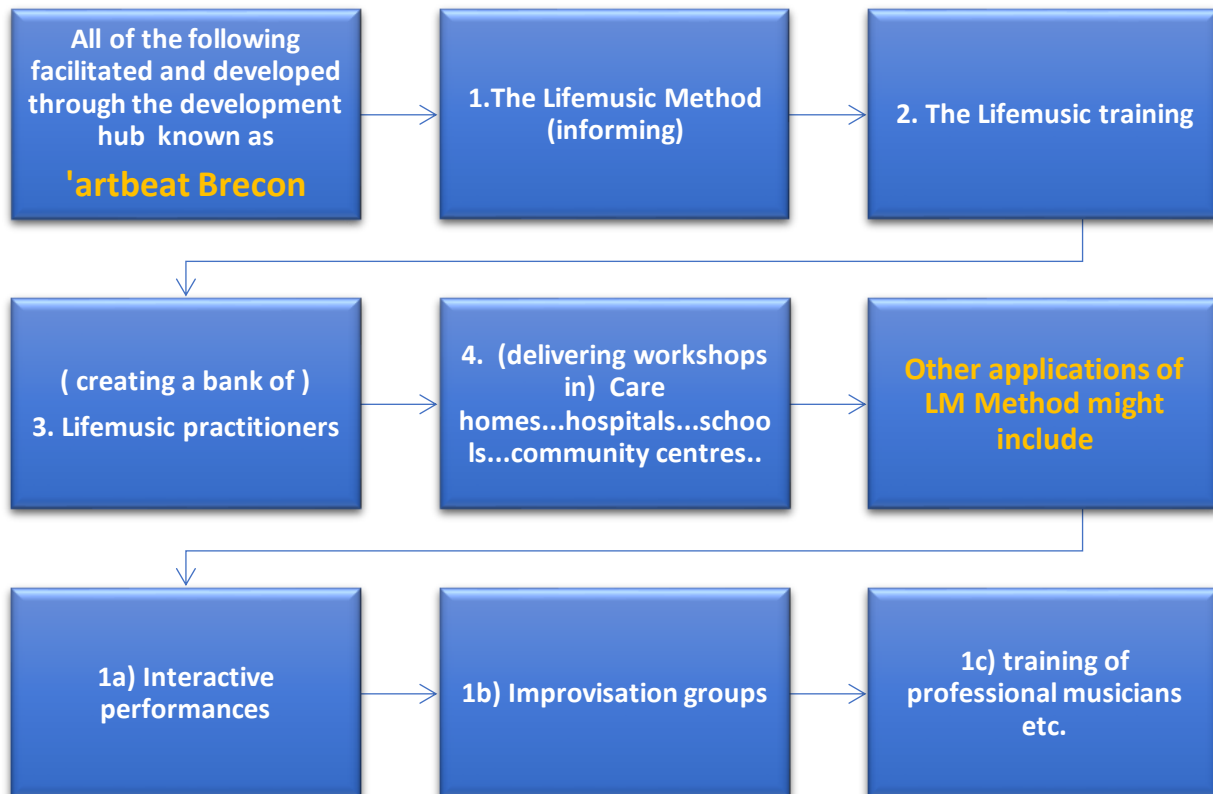 All of the following
facilitated and developed
through the development
hub known as
'artbeat Brecon
1.The Lifemusic Method
(informing)
2. The Lifemusic training
( creating a bank of )
3. Lifemusic practitioners
4. (delivering workshops
in) Care
homes...hospitals...schoo
ls...community centres..
Other applications of
LM Method might
include
1a) Interactive
performances
1b) Improvisation groups
1c) training of
professional musicians
etc.